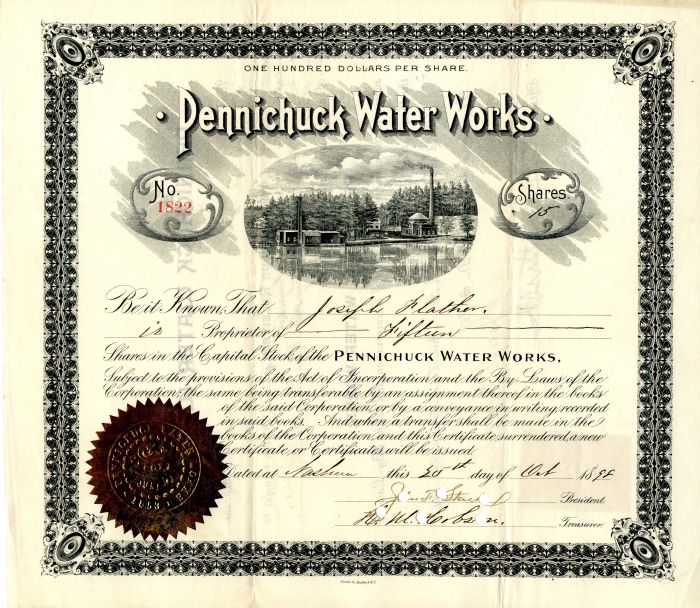 ONE HUNDRED DOLLARS PER SHARE.
· Pennichuck Water Works ·
No.
1822
Shares.
15
Be it Known, That Joseph Flather.
is Proprietor of Fifteen
Shares in the Capital Stock of the PENNICHUCK WATER WORKS,
Subject to the provisions of the Act of Incorporation and the By-Laws of the
Corporation, the same being transferable by an assignment thereof in the books
of the said Corporation, or by a conveyance in writing recorded
in said books. And when a transfer shall be made in the
books of the Corporation, and this Certificate surrendered, a new
Certificate or Certificates will be issued.
PENNICHUCK WATER WORKS
Dated at Nashua this day of Oct 18
President.
Treasurer.